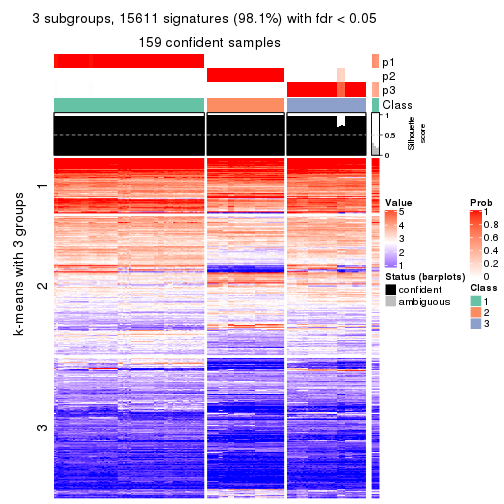 3 subgroups, 15611 signatures (98.1%) with fdr < 0.05
159 confident samples
p1
p2
p3
Class
1
0.5
0
Silhouette
score
k-means with 3 groups
1
2
3
Value
5
4
3
2
1
Status (barplots)
confident
ambiguous
Prob
1
0.8
0.6
0.4
0.2
0
Class
1
2
3